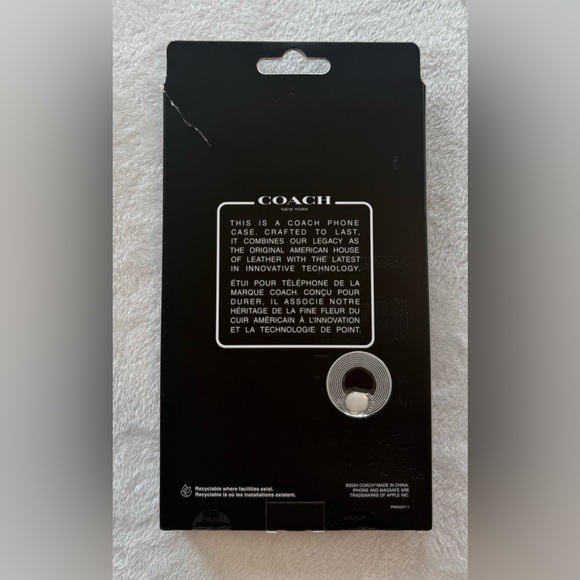 COACH
NEW YORK
THIS IS A COACH PHONE
CASE. CRAFTED TO LAST,
IT COMBINES OUR LEGACY AS
THE ORIGINAL AMERICAN HOUSE
OF LEATHER WITH THE LATEST
IN INNOVATIVE TECHNOLOGY.
ÉTUI POUR TÉLÉPHONE DE LA
MARQUE COACH. CONÇU POUR
DURER, IL ASSOCIE NOTRE
HÉRITAGE DE LA FINE FLEUR DU
CUIR AMÉRICAIN À L'INNOVATION
ET LA TECHNOLOGIE DE POINT.
Recyclable where facilities exist.
Recyclable là où les installations existent.
©2024 COACH® MADE IN CHINA.
IPHONE AND MAGSAFE ARE
TRADEMARKS OF APPLE INC.